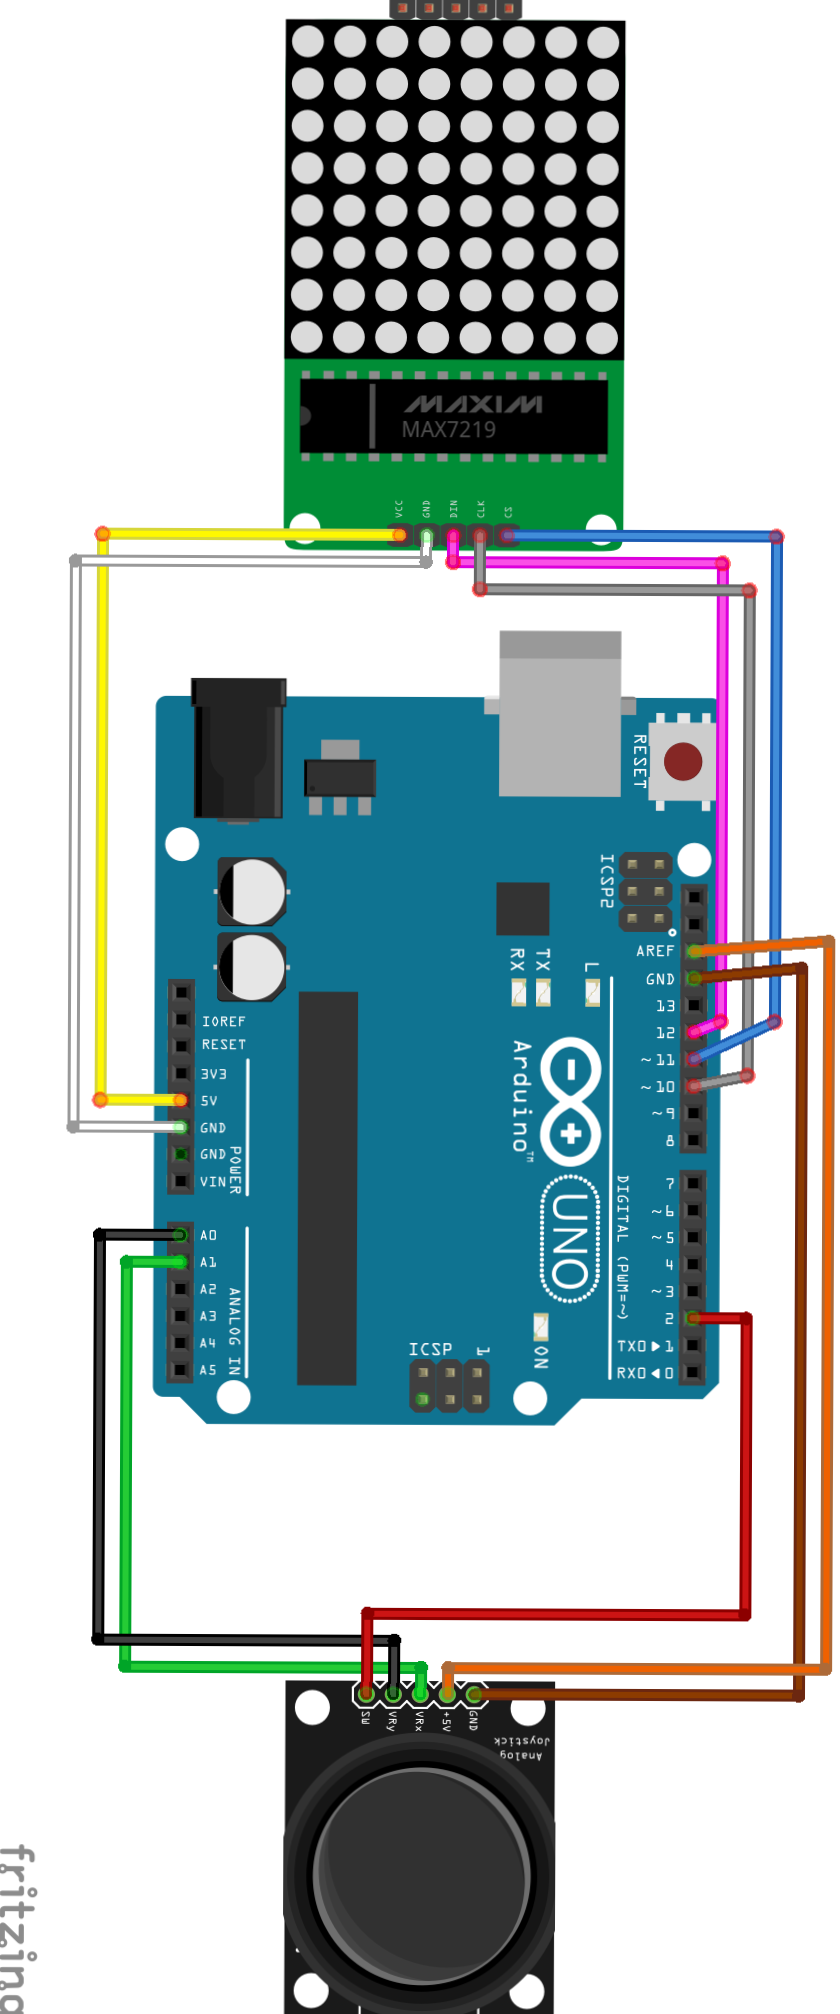 MAXIM
MAX7219
VCC
GND
DIN
CLK
CS
RESET
ICSP2
AREF
GND
13
12
~11
~10
~9
8
RX
TX
L
IOREF
RESET
3V3
5V
GND
GND
VIN
POWER
Arduino™
UNO
7
~6
~5
4
~3
2
TX0▶1
RX0◀0
DIGITAL (PWM=~)
A0
A1
A2
A3
A4
A5
ANALOG IN
ICSP
1
ON
SW
VRy
VRx
+5V
GND
Analog
Joystick
fritzing